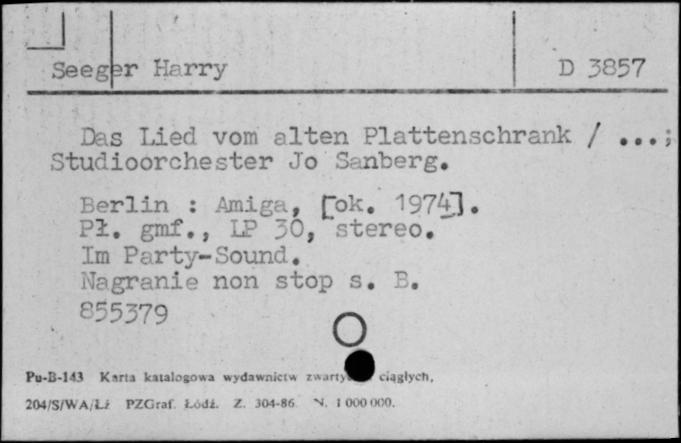 Seeger Harry D 3857
Das Lied vom alten Plattenschrank / ...;
Studioorchester Jo Sanberg.
Berlin : Amiga, [ok. 1974].
Pł. gmf., LP 30, stereo.
Im Party-Sound.
Nagranie non stop s. B.
855379
Pu-B-143 Karta katalogowa wydawnictw ciągłych,
204/S/WA/Łź PZGraf. Łódź. Z. 304-86 N. 1 000 000.